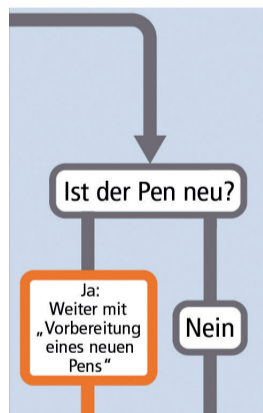 Ist der Pen neu?
Ja:
Weiter mit
„Vorbereitung
eines neuen
Pens“
Nein